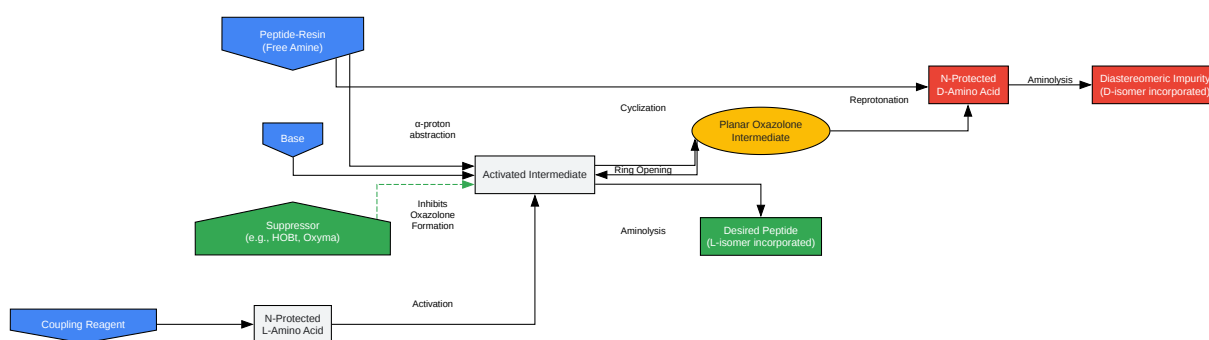 Peptide-Resin
(Free Amine)
N-Protected
D-Amino Acid
Aminolysis
Diastereomeric Impurity
(D-isomer incorporated)
Reprotonation
Cyclization
Planar Oxazolone
Intermediate
α-proton
abstraction
Base
Activated Intermediate
Ring Opening
Inhibits
Oxazolone
Formation
Suppressor
(e.g., HOBt, Oxyma)
Aminolysis
Desired Peptide
(L-isomer incorporated)
Activation
Coupling Reagent
N-Protected
L-Amino Acid